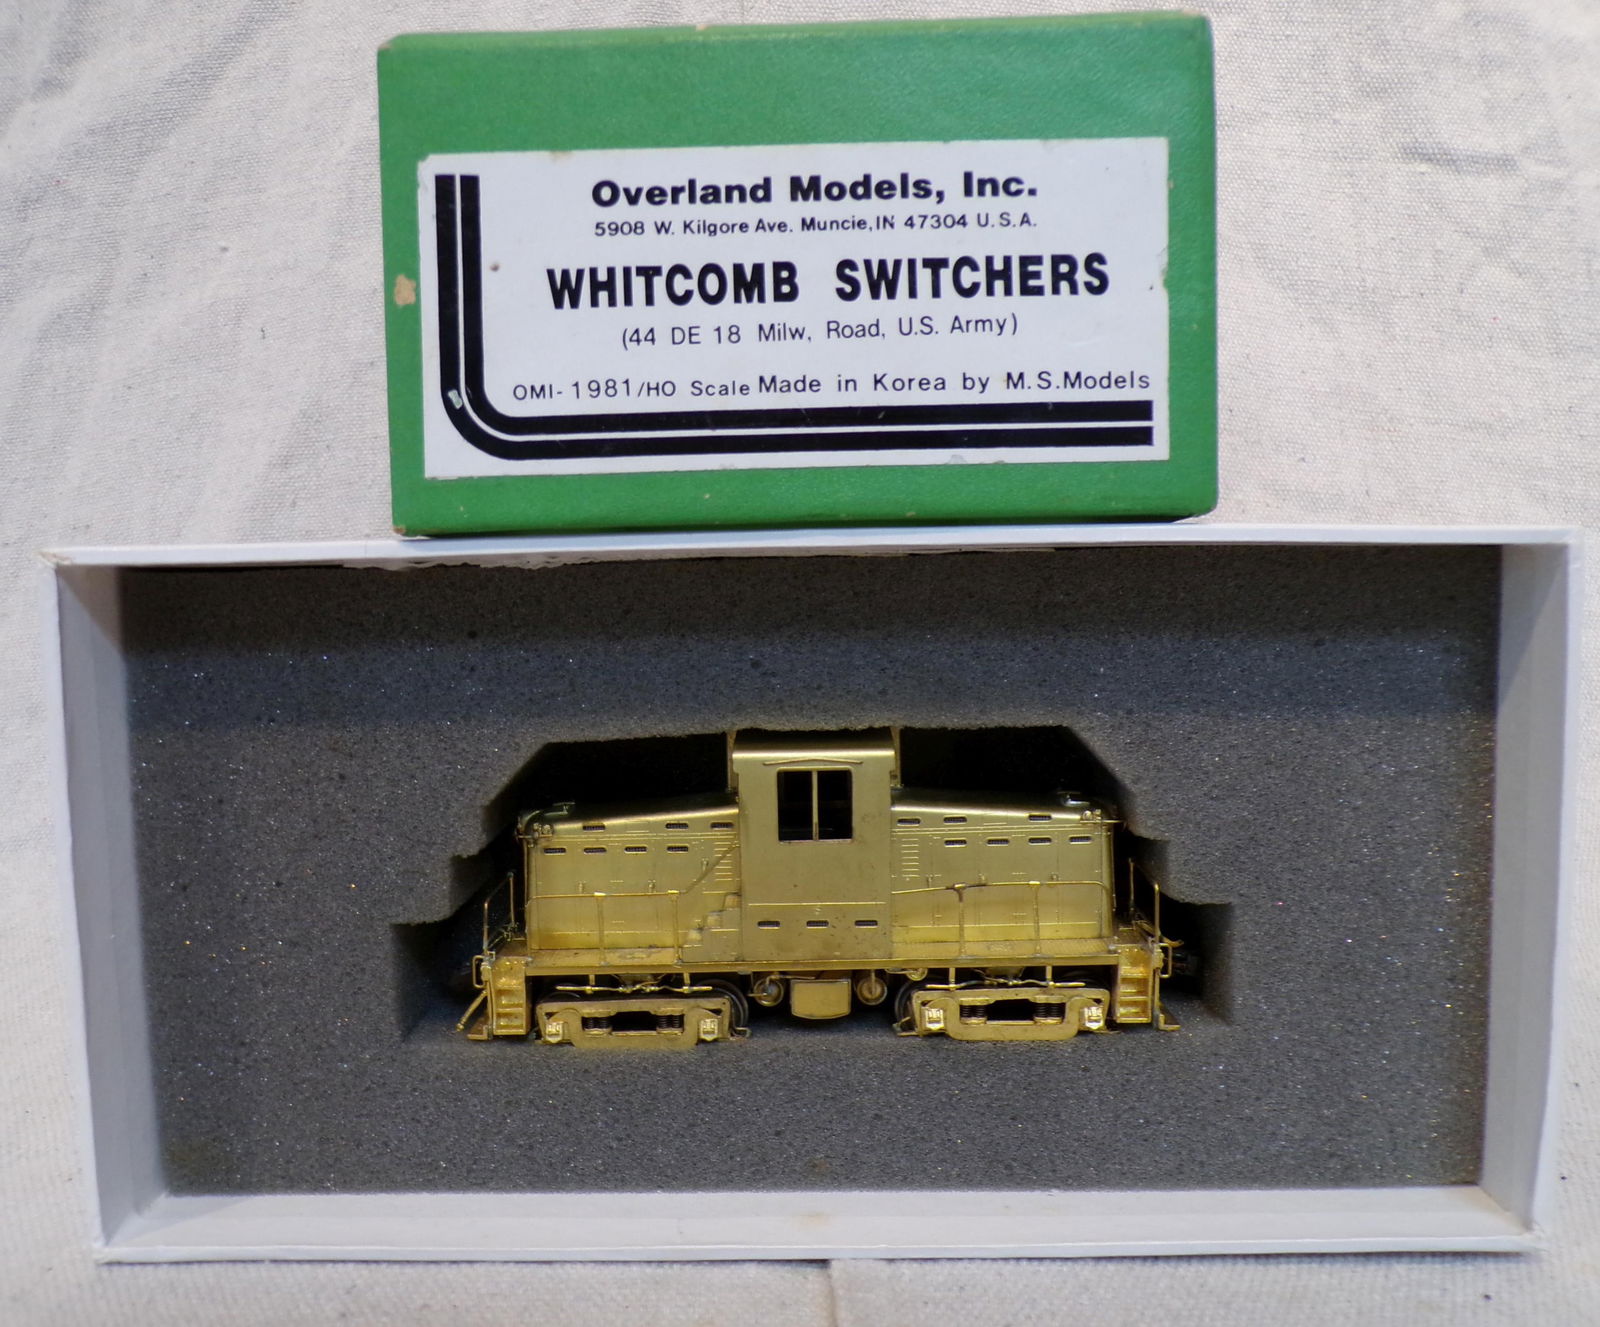 Overland Models, Inc.
5908 W. Kilgore Ave. Muncie, IN 47304 U.S.A.
WHITCOMB SWITCHERS
(44 DE 18 Milw, Road, U.S. Army)
OMI- 1981/HO Scale Made in Korea by M.S.Models